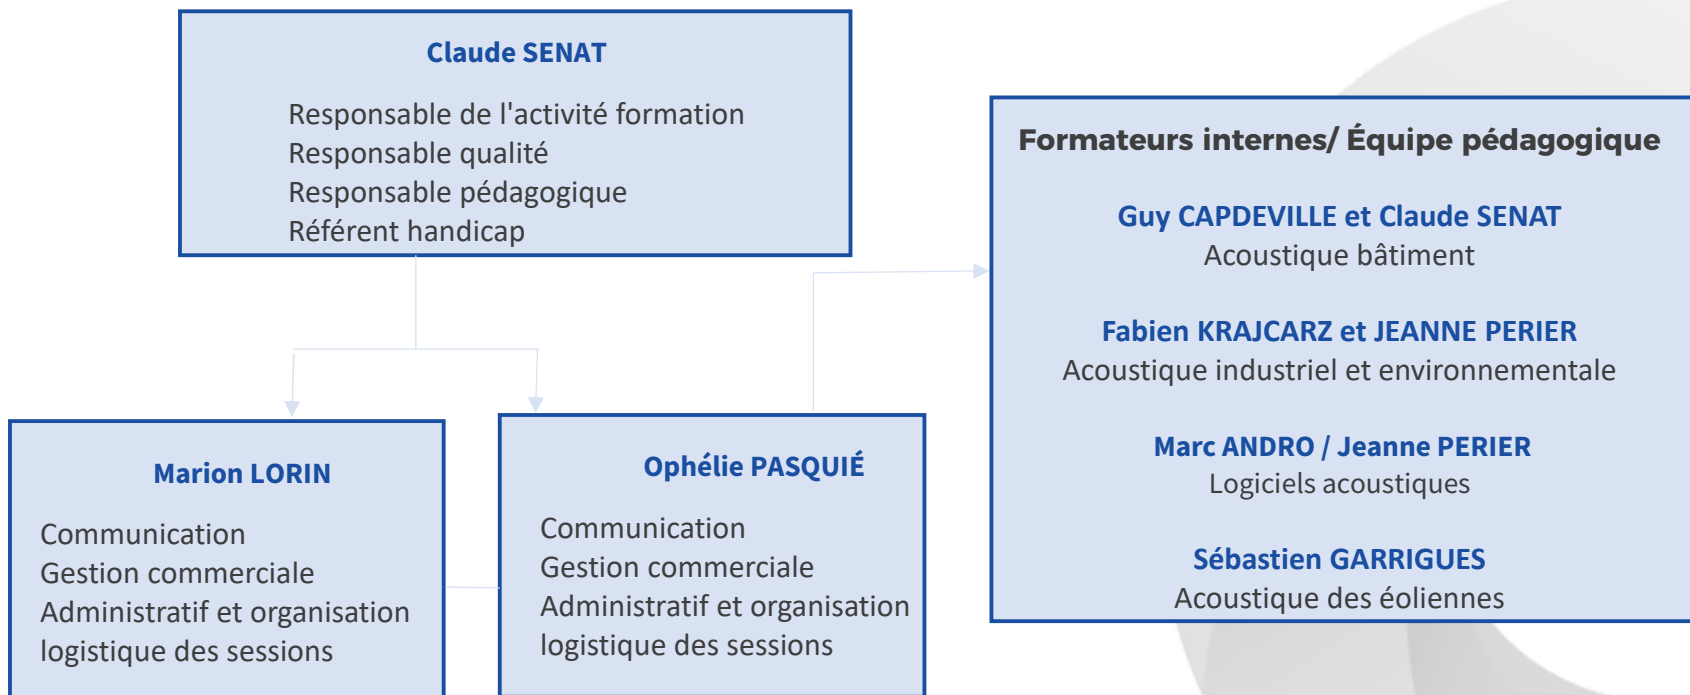 Claude SENAT
Responsable de l'activité formation
Responsable qualité
Responsable pédagogique
Référent handicap
Marion LORIN
Communication
Gestion commerciale
Administratif et organisation
logistique des sessions
Ophélie PASQUIÉ
Communication
Gestion commerciale
Administratif et organisation
logistique des sessions
Formateurs internes/ Équipe pédagogique
Guy CAPDEVILLE et Claude SENAT
Acoustique bâtiment
Fabien KRAJCARZ et JEANNE PERIER
Acoustique industriel et environnementale
Marc ANDRO / Jeanne PERIER
Logiciels acoustiques
Sébastien GARRIGUES
Acoustique des éoliennes